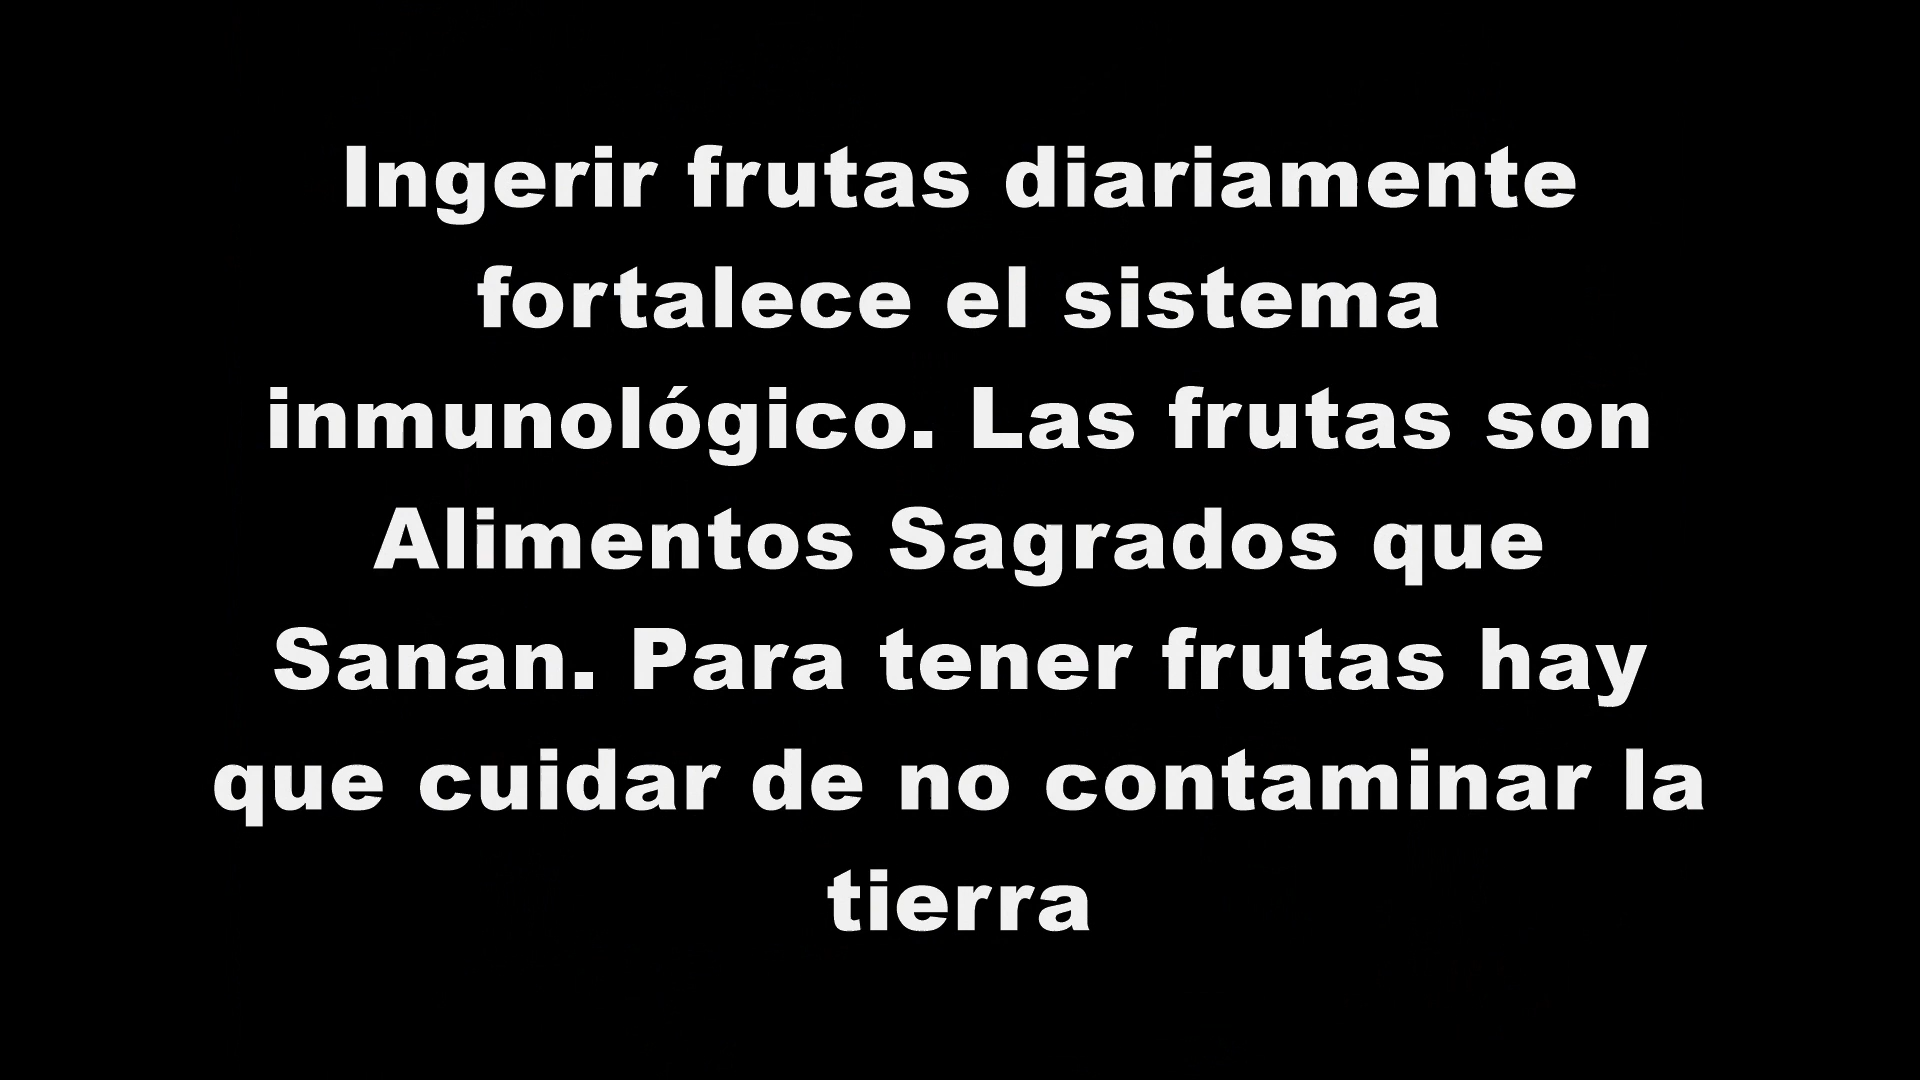 Ingerir frutas diariamente
fortalece el sistema
inmunológico. Las frutas son
Alimentos Sagrados que
Sanan. Para tener frutas hay
que cuidar de no contaminar la
tierra